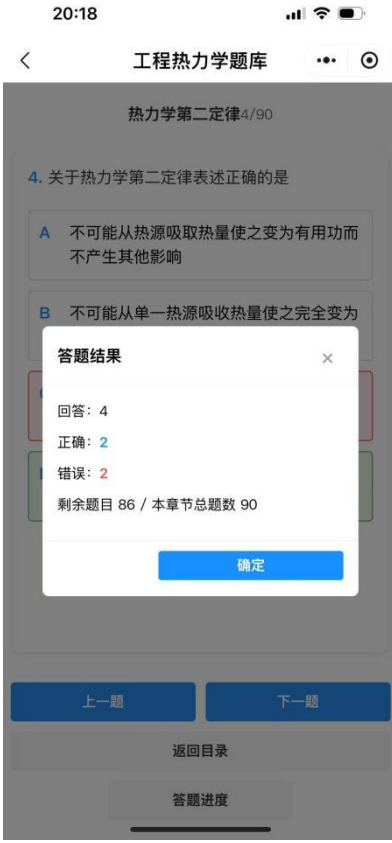 20:18
工程热力学题库
热力学第二定律4/90
4. 关于热力学第二定律表述正确的是
A 不可能从热源吸取热量使之变为有用功而
不产生其他影响
B 不可能从单一热源吸收热量使之完全变为
答题结果
回答：4
正确：2
错误：2
剩余题目 86 / 本章节总题数 90
确定
上一题 下一题
返回目录
答题进度